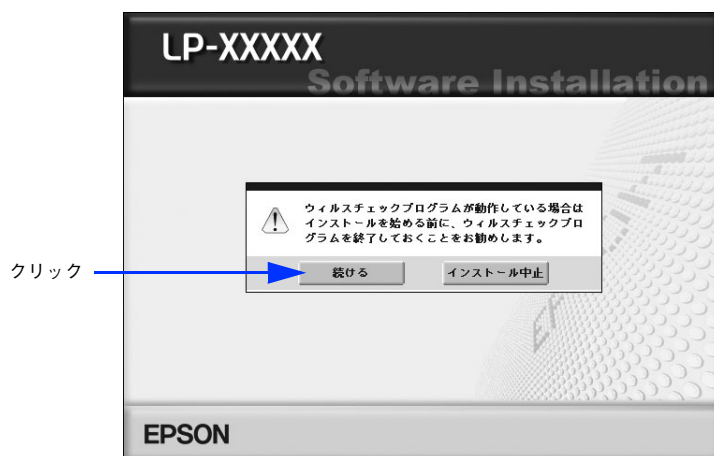 LP-XXXXX
Software Installation
ウィルスチェックプログラムが動作している場合は
インストールを始める前に、ウィルスチェックプロ
グラムを終了しておくことをお勧めします。
クリック
続ける
インストール中止
EPSON